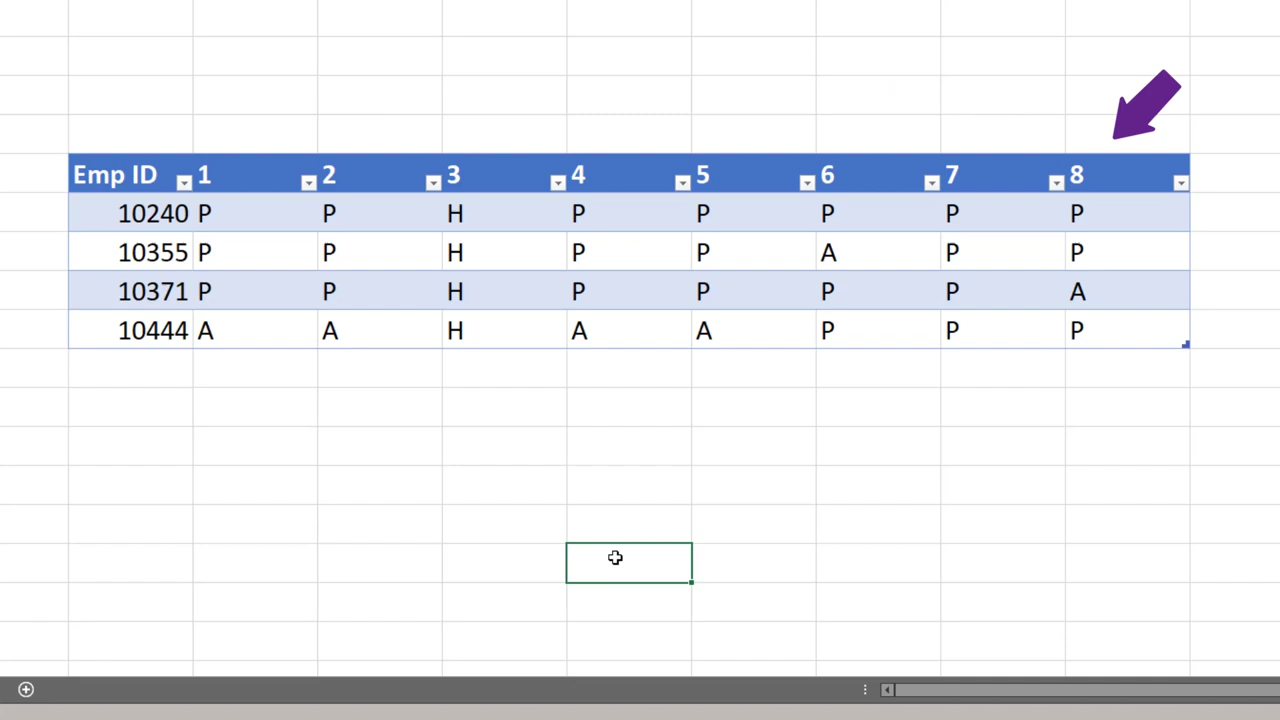 Emp ID 1 2 3 4 5 6 7 8
10240 P P H P P P P P
10355 P P H P P A P P
10371 P P H P P P P A
10444 A A H A A P P P